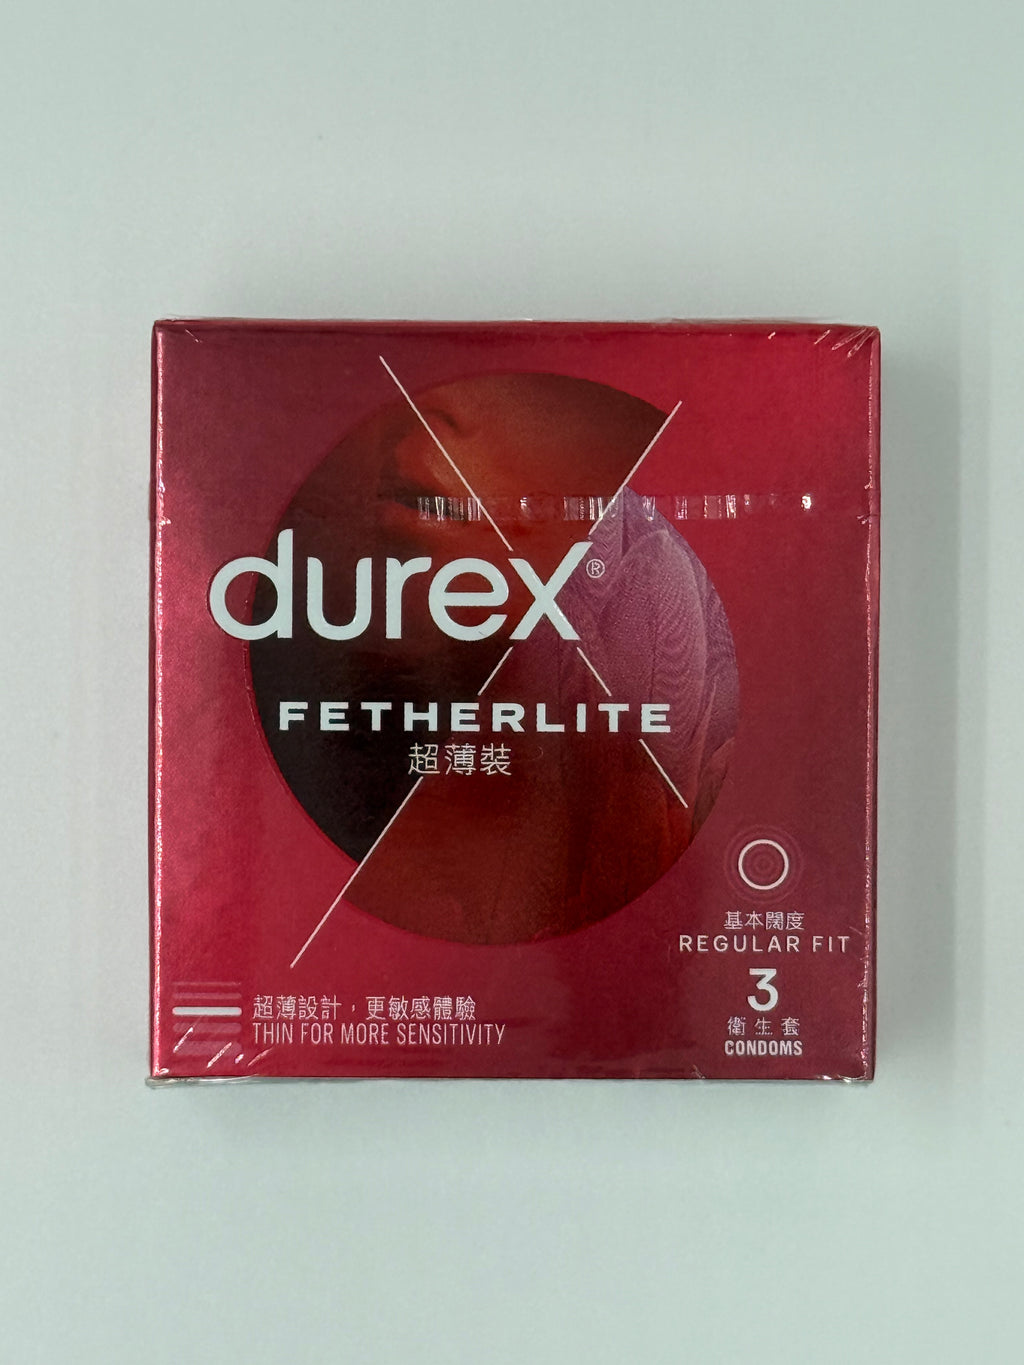 durex®
FETHERLITE
超薄裝
基本闊度
REGULAR FIT
3
衛生套
CONDOMS
超薄設計，更敏感體驗
THIN FOR MORE SENSITIVITY